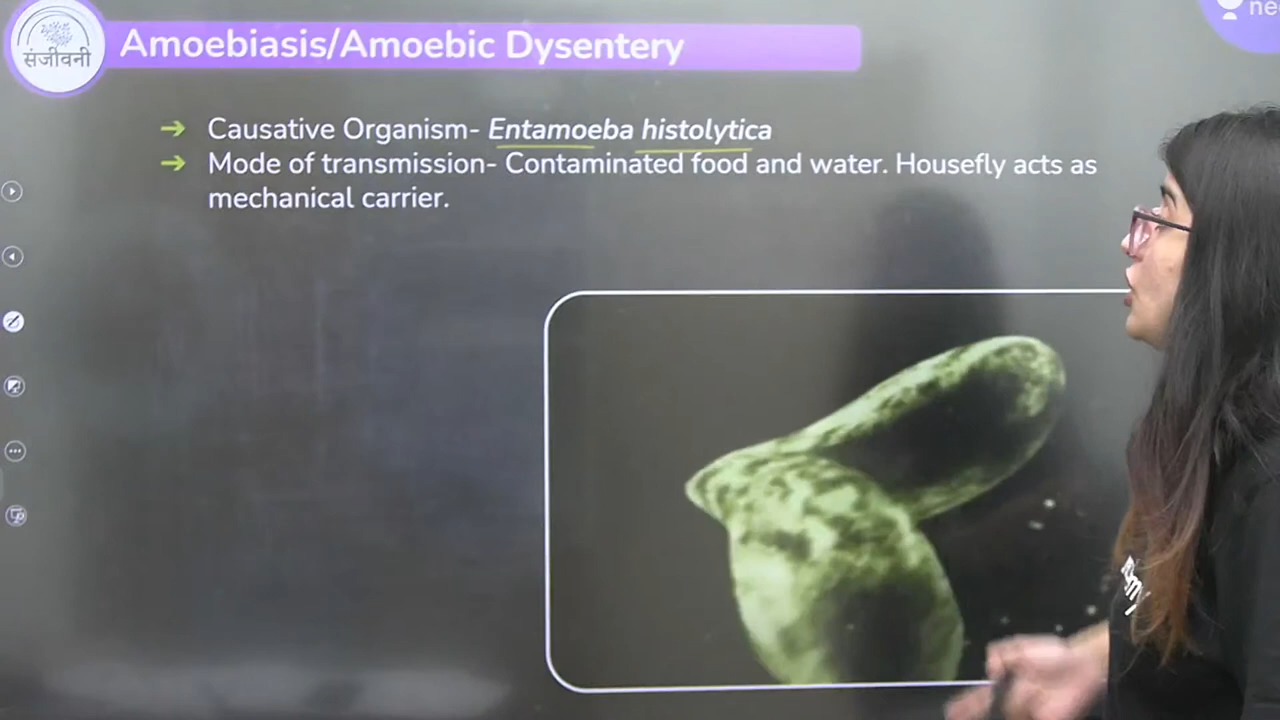 संजीवनी
Amoebiasis/Amoebic Dysentery
Causative Organism- Entamoeba histolytica
Mode of transmission- Contaminated food and water. Housefly acts as
mechanical carrier.